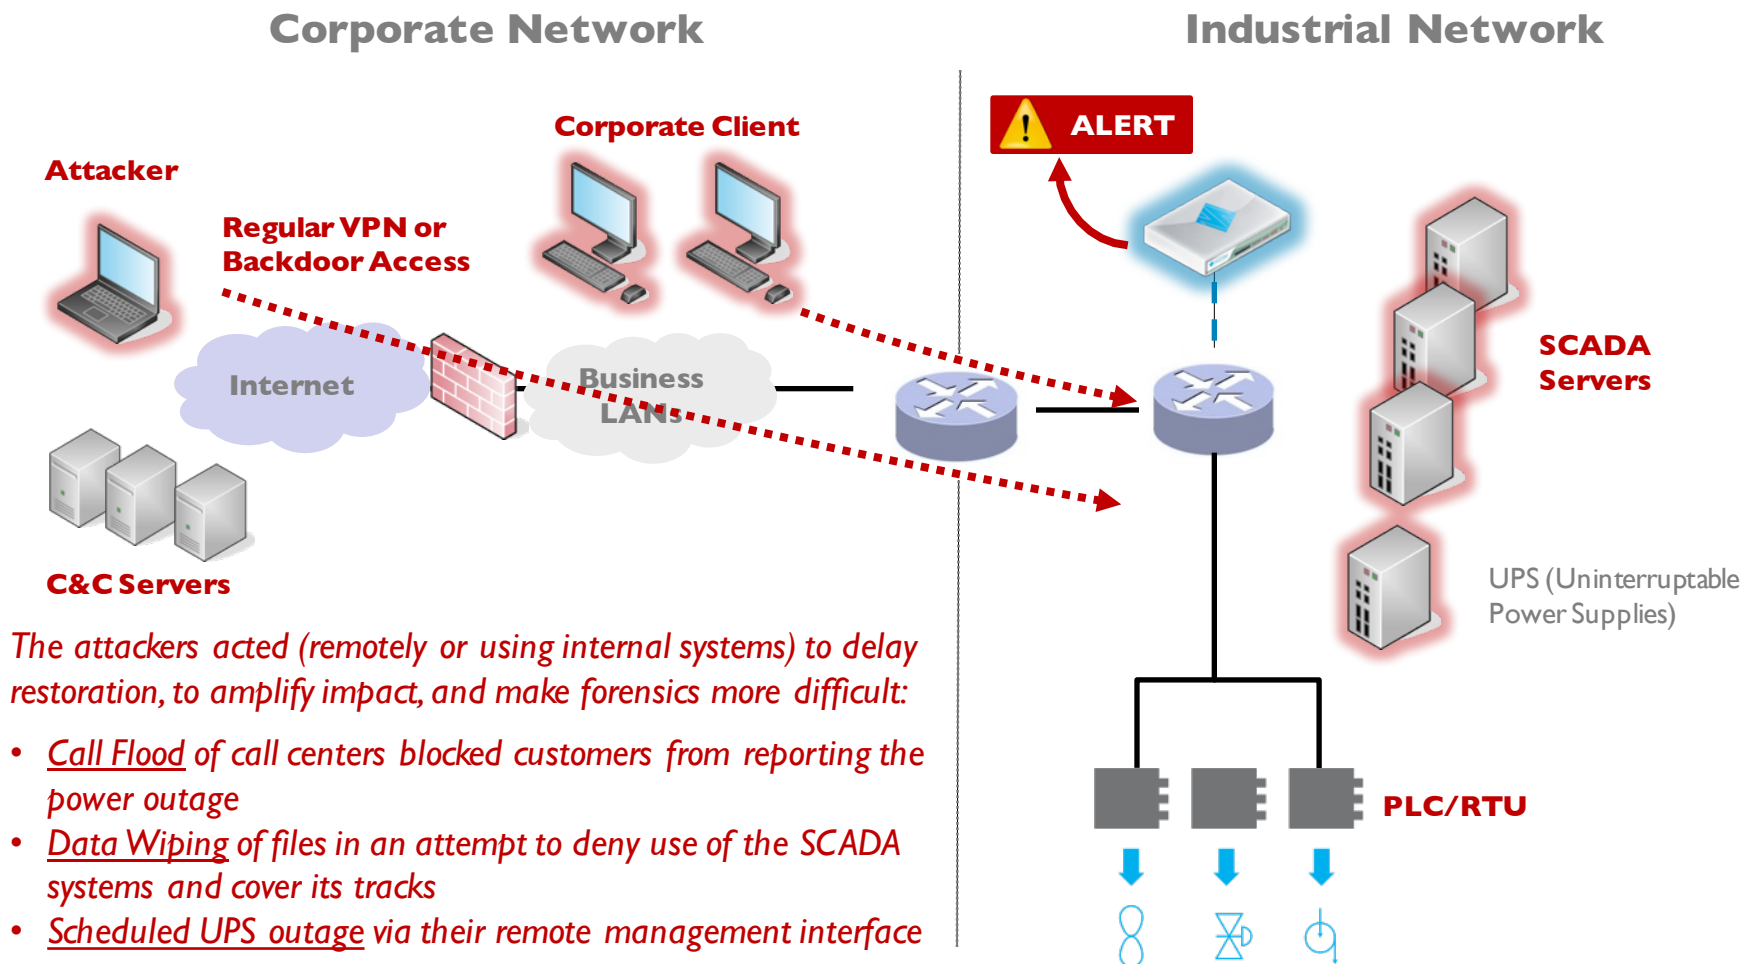 Corporate Network
Industrial Network
ALERT
Corporate Client
Attacker
Regular VPN or
Backdoor Access
Internet
Business
LANs
SCADA
Servers
C&C Servers
UPS (Uninterruptable
Power Supplies)
The attackers acted (remotely or using internal systems) to delay
restoration, to amplify impact, and make forensics more difficult:
• Call Flood of call centers blocked customers from reporting the
power outage
• Data Wiping of files in an attempt to deny use of the SCADA
systems and cover its tracks
• Scheduled UPS outage via their remote management interface
PLC/RTU